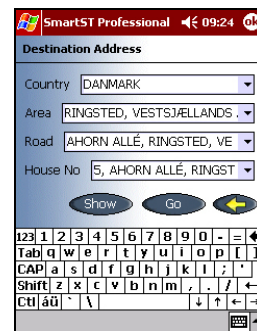 SmartST Professional 09:24 ok
Destination Address
Country DANMARK
Area RINGSTED, VESTSJÆLLANDS .
Road AHORN ALLÉ, RINGSTED, VE
House No 5, AHORN ALLÉ, RINGST
Show Go
123 1 2 3 4 5 6 7 8 9 0 - =
Tab q w e r t y u i o p [ ]
CAP a s d f g h j k l ; '
Shift z x c v b n m , . /
Ctl áü ` \